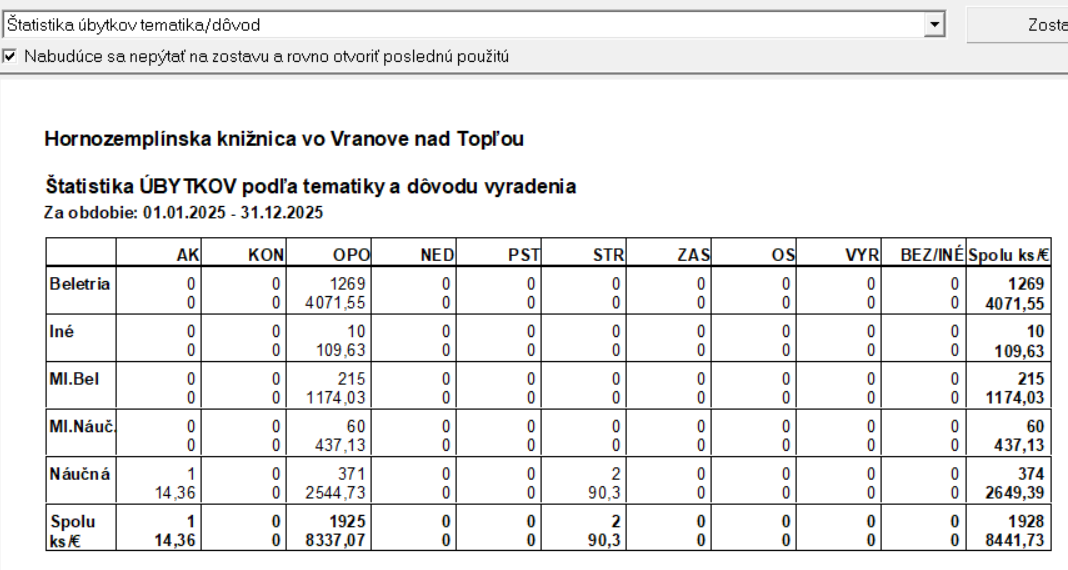 Štatistika úbytkov tematika/dôvod
Zosta
Nabudúce sa nepýtať na zostavu a rovno otvoriť poslednú použitú
Hornozemplínska knižnica vo Vranove nad Topľou
Štatistika ÚBYTKOV podľa tematiky a dôvodu vyradenia
Za obdobie: 01.01.2025 - 31.12.2025
AK KON OPO NED PST STR ZAS OS VYR BEZ/INÉ Spolu ks/€
Beletria 0 0 1269 0 0 0 0 0 0 0 1269
0 0 4071,55 0 0 0 0 0 0 0 4071,55
Iné 0 0 10 0 0 0 0 0 0 0 10
0 0 109,63 0 0 0 0 0 0 0 109,63
Ml.Bel 0 0 215 0 0 0 0 0 0 0 215
0 0 1174,03 0 0 0 0 0 0 0 1174,03
Ml.Náuč. 0 0 60 0 0 0 0 0 0 0 60
0 0 437,13 0 0 0 0 0 0 0 437,13
Náučná 1 0 371 0 0 2 0 0 0 0 374
14,36 0 2544,73 0 0 90,3 0 0 0 0 2649,39
Spolu 1 0 1925 0 0 2 0 0 0 0 1928
ks/€ 14,36 0 8337,07 0 0 90,3 0 0 0 0 8441,73